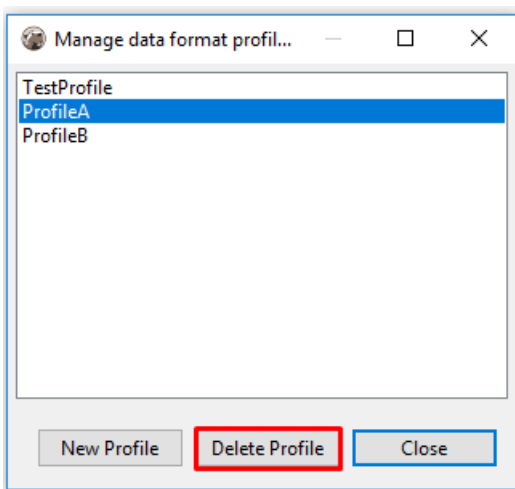 Manage data format profil...
TestProfile
ProfileA
ProfileB
New Profile Delete Profile Close